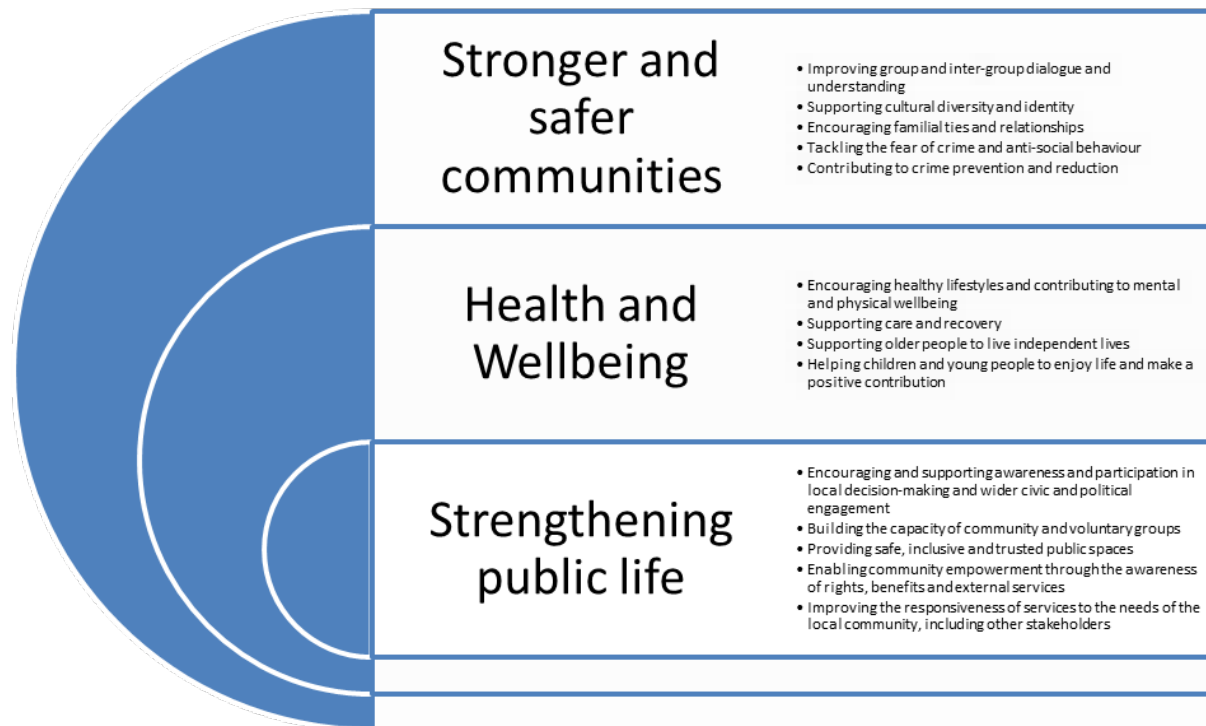 Stronger and
safer
communities
• Improving group and inter-group dialogue and
understanding
• Supporting cultural diversity and identity
• Encouraging familial ties and relationships
• Tackling the fear of crime and anti-social behaviour
• Contributing to crime prevention and reduction
Health and
Wellbeing
• Encouraging healthy lifestyles and contributing to mental
and physical wellbeing
• Supporting care and recovery
• Supporting older people to live independent lives
• Helping children and young people to enjoy life and make a
positive contribution
Strengthening
public life
• Encouraging and supporting awareness and participation in
local decision-making and wider civic and political
engagement
• Building the capacity of community and voluntary groups
• Providing safe, inclusive and trusted public spaces
• Enabling community empowerment through the awareness
of rights, benefits and external services
• Improving the responsiveness of services to the needs of the
local community, including other stakeholders